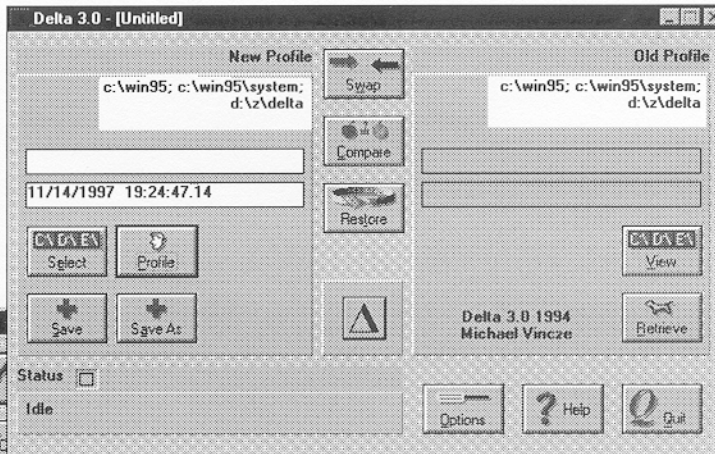 Delta 3.0 - [Untitled]
New Profile
c:\win95; c:\win95\system;
d:\z\delta
11/14/1997 19:24:47.14
C:\ D:\ E:\
Select
Profile
Save
Save As
Swap
Compare
Restore
Old Profile
c:\win95; c:\win95\system;
d:\z\delta
C:\ D:\ E:\
View
Delta 3.0 1994
Michael Vincze
Retrieve
Status
Idle
Options
? Help
Q Quit